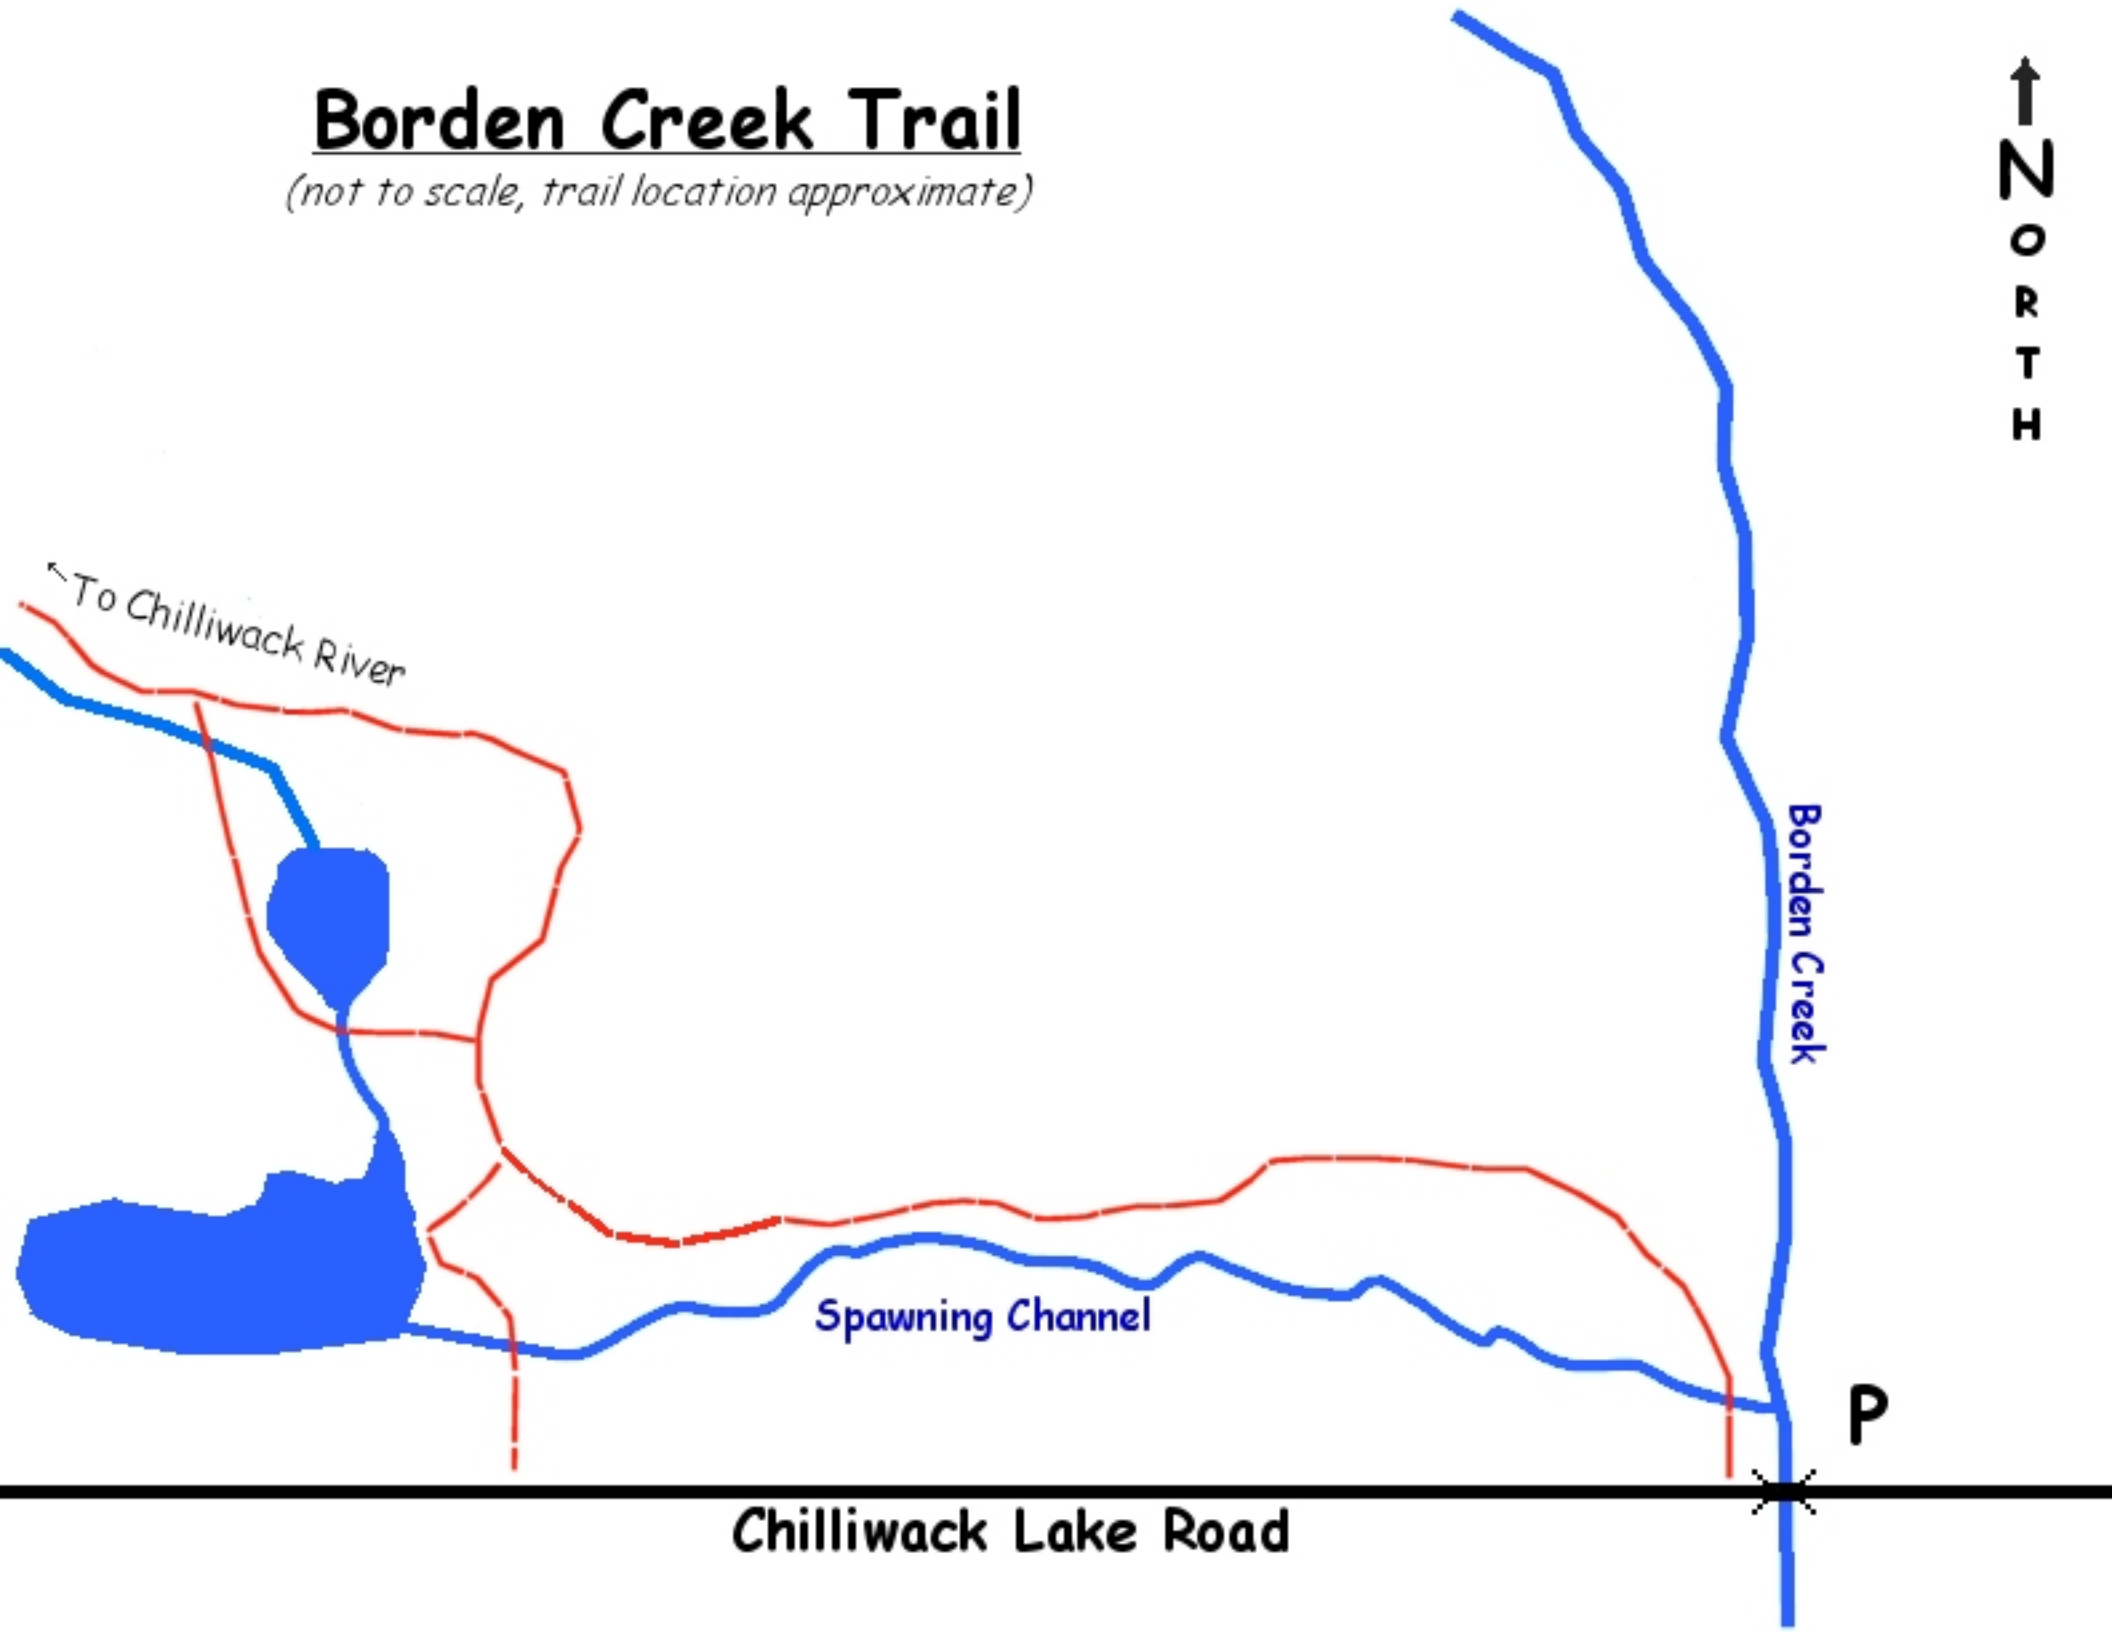 Borden Creek Trail
(not to scale, trail location approximate)
NORTH
To Chilliwack River
Borden Creek
Spawning Channel
P
Chilliwack Lake Road